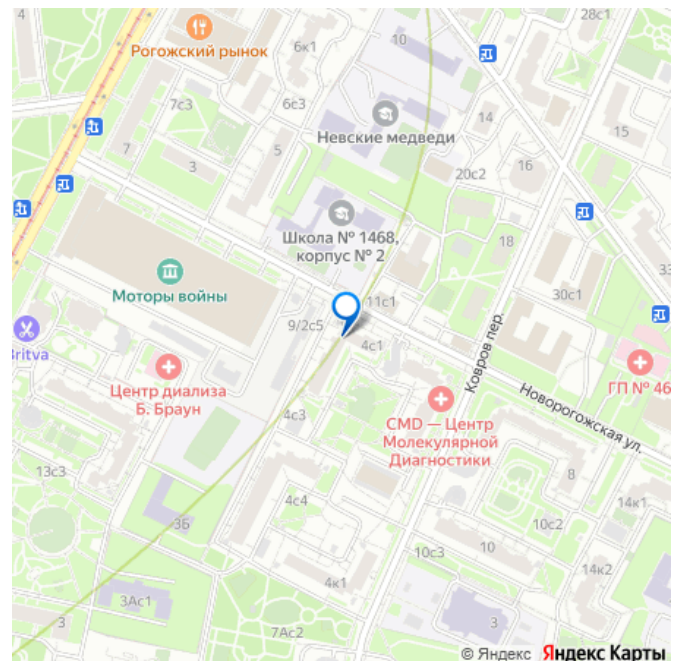 4
Рогожский рынок
6к1
10
28с1
7с3
6с3
Невские медведи
14
15
7
5
3
20с2
16
Школа № 1468,
корпус № 2
18
33
Моторы войны
11с1
30с1
9/2с5
4с1
Ковров пер.
Britva
Центр диализа
Б. Браун
ГП № 46
Новорогожская ул.
4с3
CMD — Центр
Молекулярной
Диагностики
13с3
8
14к1
4с4
3Б
10с2
10с3
10
14к2
4к1
3Ас1
3
3
7Ас2
© Яндекс Яндекс Карты